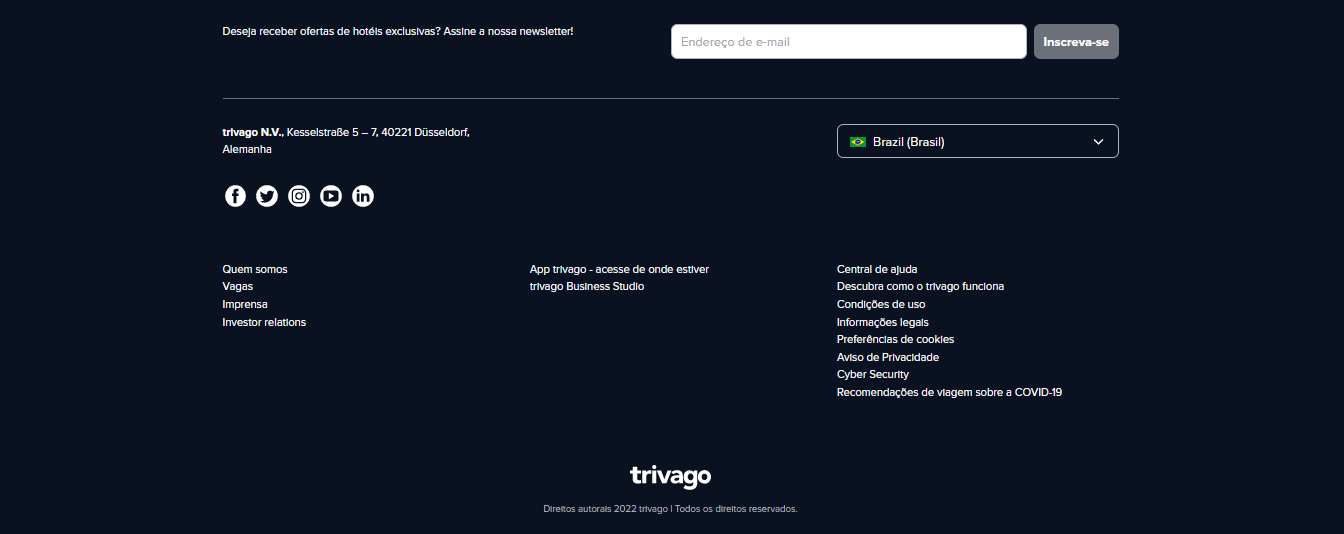 Deseja receber ofertas de hotéis exclusivas? Assine a nossa newsletter!
Endereço de e-mail
Inscreva-se
trivago N.V., Kesselstraße 5 – 7, 40221 Düsseldorf,
Alemanha
Brazil (Brasil)
Quem somos
Vagas
Imprensa
Investor relations
App trivago - acesse de onde estiver
trivago Business Studio
Central de ajuda
Descubra como o trivago funciona
Condições de uso
Informações legais
Preferências de cookies
Aviso de Privacidade
Cyber Security
Recomendações de viagem sobre a COVID-19
trivago
Direitos autorais 2022 trivago | Todos os direitos reservados.